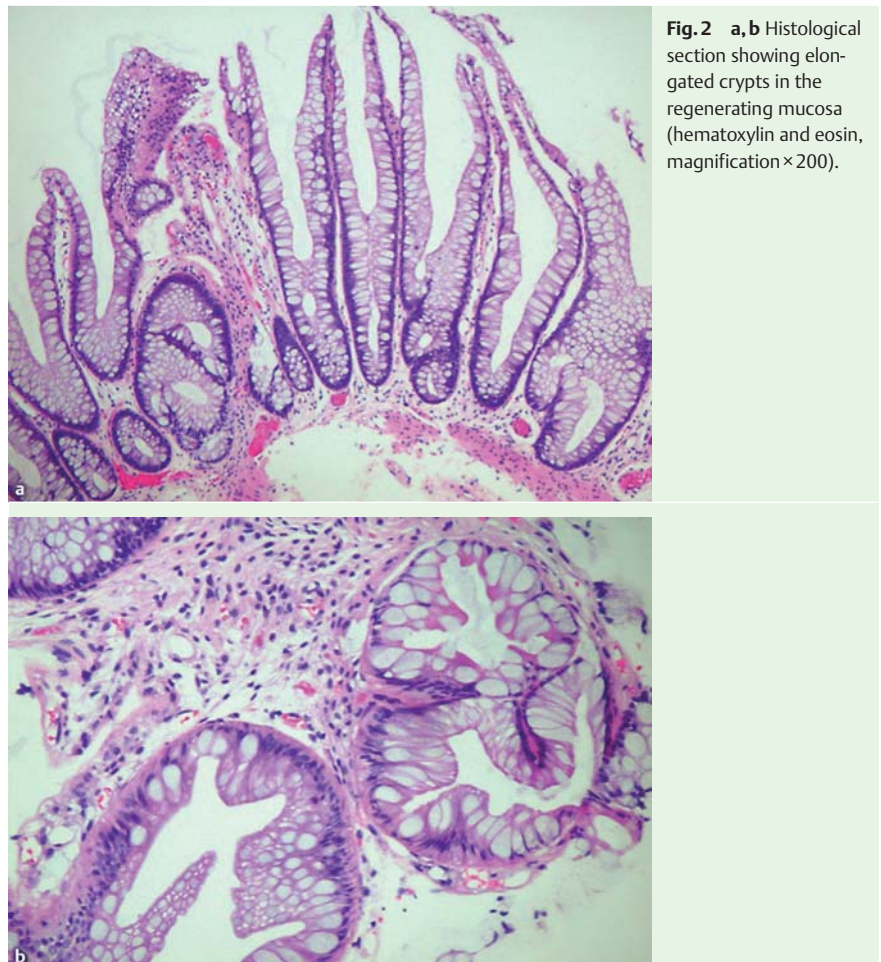 Fig. 2 a, b Histological
section showing elon-
gated crypts in the
regenerating mucosa
(hematoxylin and eosin,
magnification × 200).
a
b